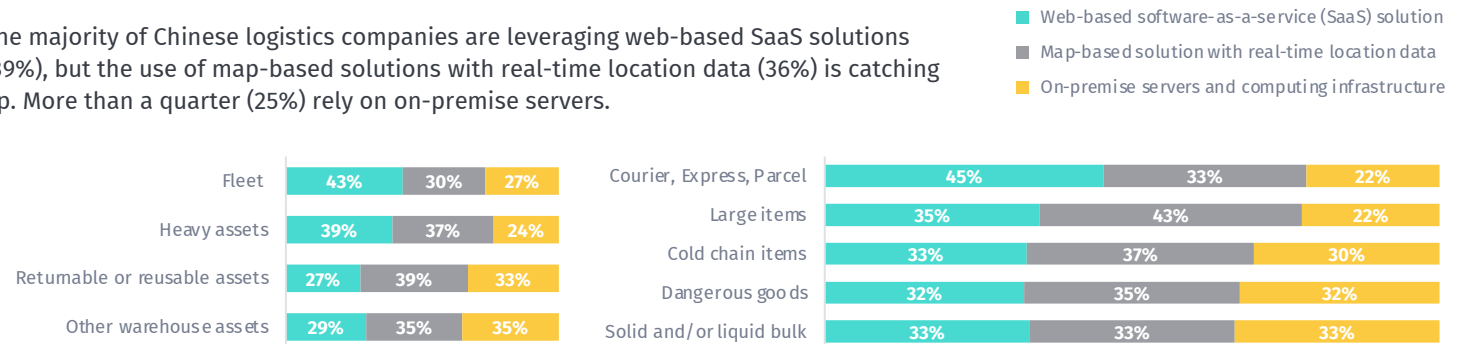 he majority of Chinese logistics companies are leveraging web-based SaaS solutions
39%), but the use of map-based solutions with real-time location data (36%) is catching
p. More than a quarter (25%) rely on on-premise servers.
Web-based software-as-a-service (SaaS) solution
Map-based solution with real-time location data
On-premise servers and computing infrastructure
Fleet 43% 30% 27%
Heavy assets 39% 37% 24%
Returnable or reusable assets 27% 39% 33%
Other warehouse assets 29% 35% 35%
Courier, Express, Parcel 45% 33% 22%
Large items 35% 43% 22%
Cold chain items 33% 37% 30%
Dangerous goods 32% 35% 32%
Solid and/or liquid bulk 33% 33% 33%